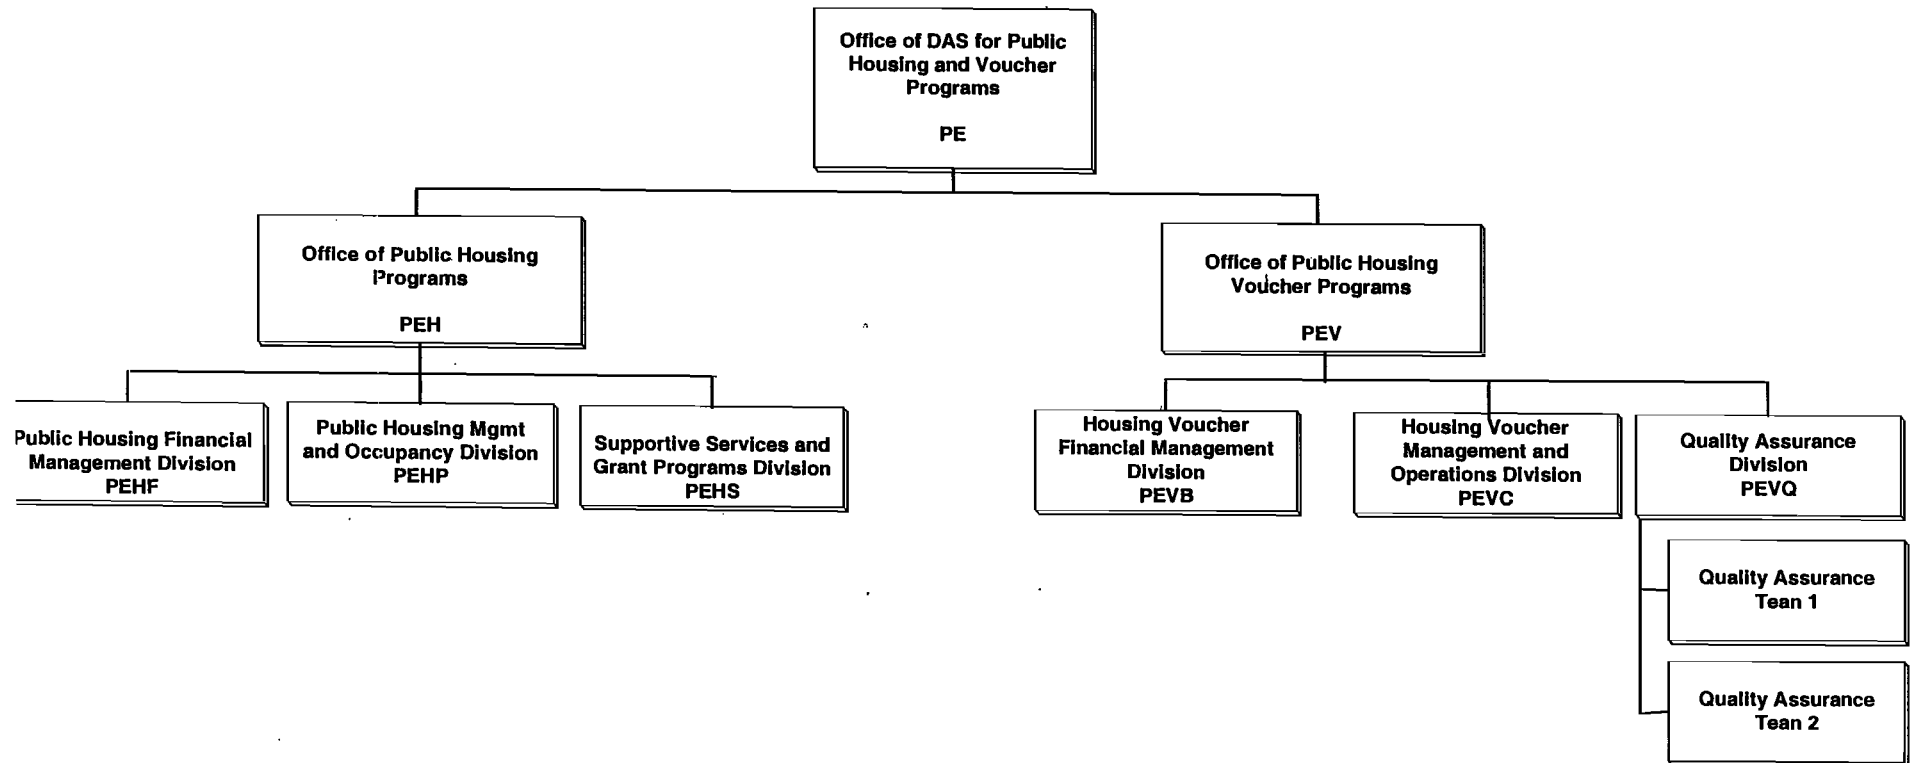 Office of DAS for Public
Housing and Voucher
Programs
PE
Office of Public Housing
Programs
PEH
Office of Public Housing
Voucher Programs
PEV
Public Housing Financial
Management Division
PEHF
Public Housing Mgmt
and Occupancy Division
PEHP
Supportive Services and
Grant Programs Division
PEHS
Housing Voucher
Financial Management
Division
PEVB
Housing Voucher
Management and
Operations Division
PEVC
Quality Assurance
Division
PEVQ
Quality Assurance
Tean 1
Quality Assurance
Tean 2